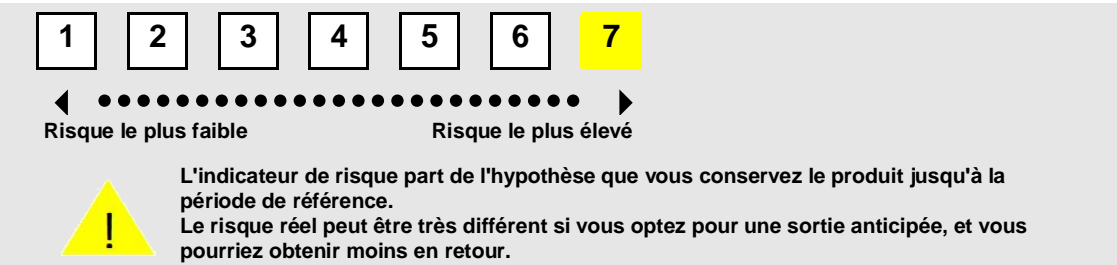 1 2 3 4 5 6 7
Risque le plus faible Risque le plus élevé
L'indicateur de risque part de l'hypothèse que vous conservez le produit jusqu'à la
période de référence.
Le risque réel peut être très différent si vous optez pour une sortie anticipée, et vous
pourriez obtenir moins en retour.
!